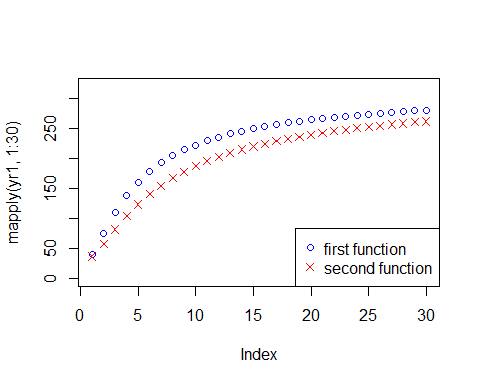 mapply(yr1, 1:30)
250
150
50
0
first function
second function
0 5 10 15 20 25 30
Index